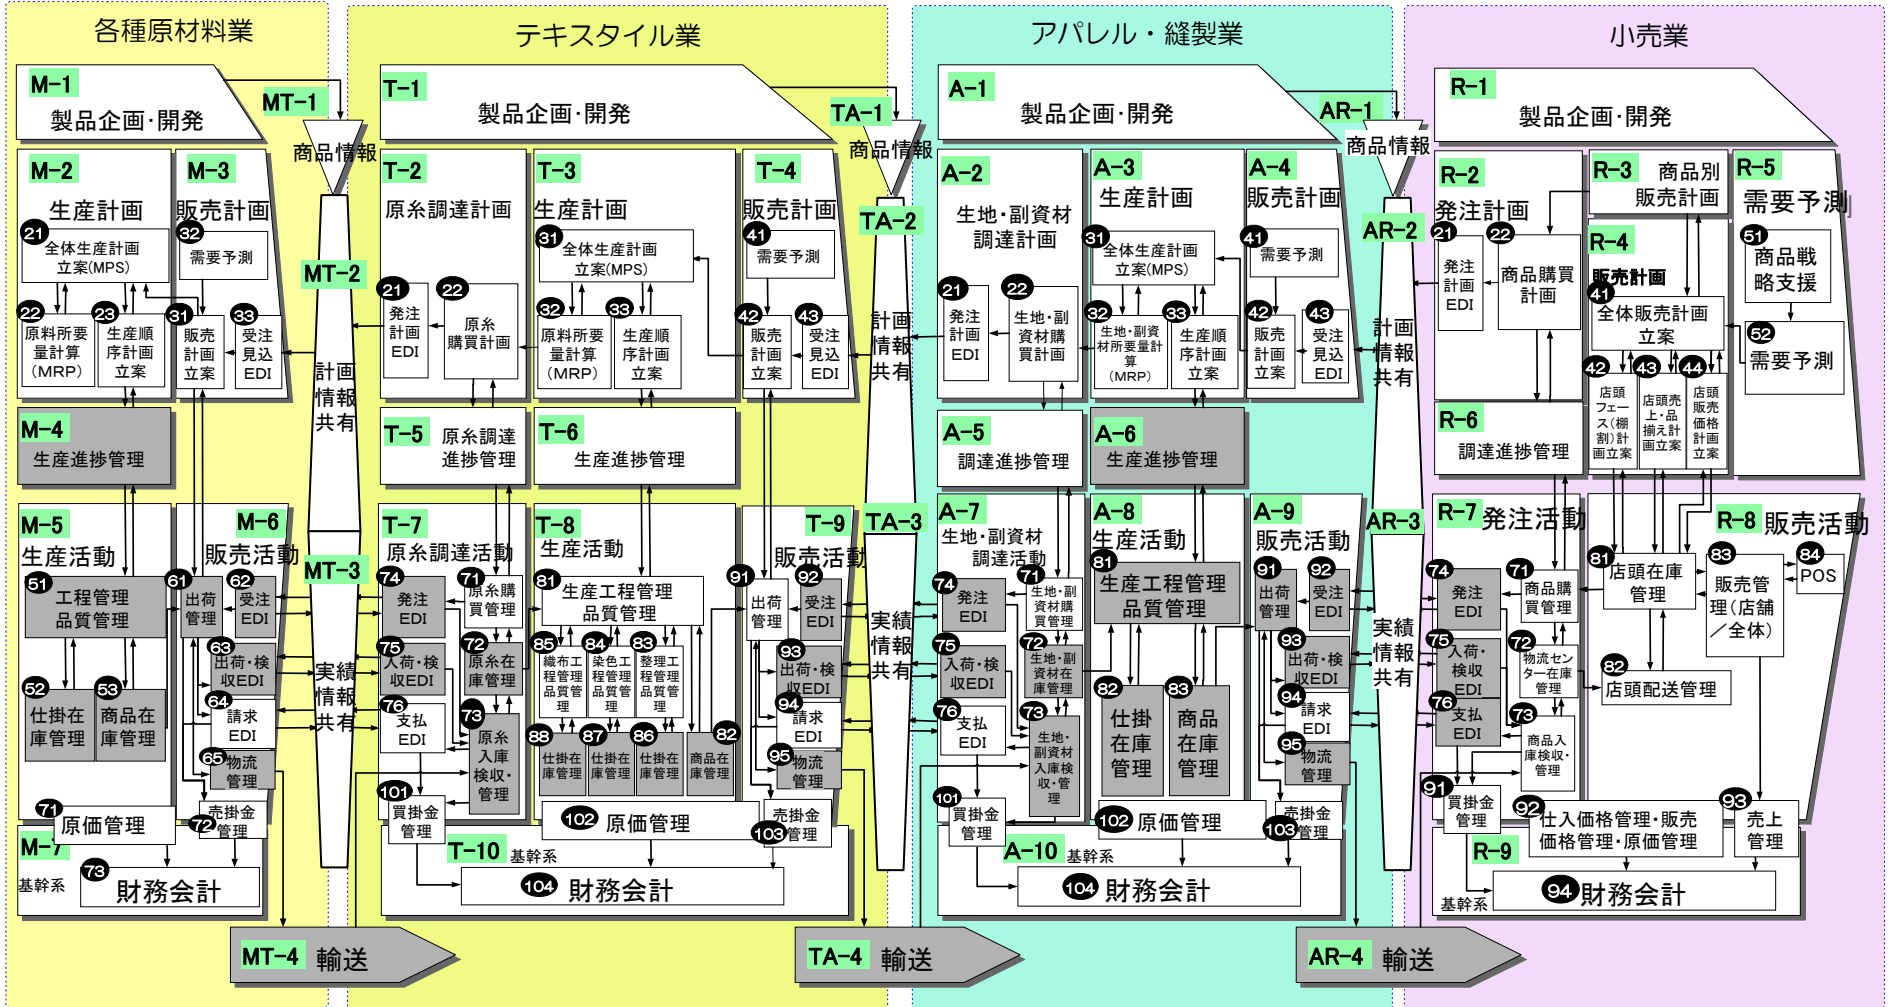 各種原材料業
テキスタイル業
アパレル・縫製業
小売業
M-1
製品企画・開発
MT-1
商品情報
T-1
製品企画・開発
TA-1
商品情報
A-1
製品企画・開発
AR-1
商品情報
R-1
製品企画・開発
M-2
生産計画
21
全体生産計画
立案(MPS)
22
原料所要
量計算
(MRP)
23
生産順
序計画
立案
M-3
販売計画
32
需要予測
31
販売
計画
立案
33
受注
見込
EDI
MT-2
計画
情報
共有
T-2
原糸調達計画
21
発注
計画
EDI
22
原糸
購買計画
T-3
生産計画
31
全体生産計画
立案(MPS)
32
原料所要
量計算
(MRP)
33
生産順
序計画
立案
T-4
販売計画
41
需要予測
42
販売
計画
立案
43
受注
見込
EDI
TA-2
計画
情報
共有
A-2
生地・副資材
調達計画
21
発注
計画
EDI
22
生地・副
資材購
買計画
A-3
生産計画
31
全体生産計画
立案(MPS)
32
生地・副資
材所要量計
算
(MRP)
33
生産順
序計画
立案
A-4
販売計画
41
需要予測
42
販売
計画
立案
43
受注
見込
EDI
AR-2
計画
情報
共有
R-2
発注計画
21
発注
計画
EDI
22
商品購買
計画
R-3
商品別
販売計画
R-4
販売計画
41
全体販売計画
立案
42
店頭
フェー
ス(棚
割)計
画立案
43
店頭売
上・品
揃え計
画立案
44
店頭
販売
価格
計画
立案
R-5
需要予測
51
商品戦
略支援
52
需要予測
M-4
生産進捗管理
T-5
原糸調達
進捗管理
T-6
生産進捗管理
A-5
調達進捗管理
A-6
生産進捗管理
R-6
調達進捗管理
M-5
生産活動
51
工程管理
品質管理
52
仕掛在
庫管理
53
商品在
庫管理
M-6
販売活動
61
出荷
管理
62
受注
EDI
63
出荷・検
収EDI
64
請求
EDI
65
物流
管理
MT-3
実績
情報
共有
T-7
原糸調達活動
74
発注
EDI
71
原糸購
買管理
75
入荷・検
収EDI
72
原糸在
庫管理
76
支払
EDI
73
原糸
入庫
検収・
管理
T-8
生産活動
81
生産工程管理
品質管理
85
織布工
程管理
品質管
理
84
染色工
程管理
品質管
理
83
整理工
程管理
品質管
理
88
仕掛在
庫管理
87
仕掛在
庫管理
86
仕掛在
庫管理
82
商品在
庫管理
T-9
販売活動
91
出荷
管理
92
受注
EDI
93
出荷・検
収EDI
94
請求
EDI
95
物流
管理
TA-3
実績
情報
共有
A-7
生地・副資材
調達活動
74
発注
EDI
71
生地・副
資材購
買管理
75
入荷・検
収EDI
72
生地・副
資材在
庫管理
76
支払
EDI
73
生地・
副資材
入庫検
収・管
理
A-8
生産活動
81
生産工程管理
品質管理
82
仕掛
在庫
管理
83
商品
在庫
管理
A-9
販売活動
91
出荷
管理
92
受注
EDI
93
出荷・検
収EDI
94
請求
EDI
95
物流
管理
AR-3
実績
情報
共有
R-7
発注活動
74
発注
EDI
71
商品購
買管理
75
入荷・
検収
EDI
72
物流セン
ター在庫
管理
76
支払
EDI
73
商品入
庫検収・
管理
R-8
販売活動
81
店頭在庫
管理
83
販売管
理(店舗
/全体)
84
POS
82
店頭配送管理
71
原価管理
72
売掛金
管理
M-7
基幹系
73
財務会計
101
買掛金
管理
102
原価管理
103
売掛金
管理
T-10
基幹系
104
財務会計
101
買掛金
管理
102
原価管理
103
売掛金
管理
A-10
基幹系
104
財務会計
91
買掛金
管理
92
仕入価格管理・販売
価格管理・原価管理
93
売上
管理
R-9
基幹系
94
財務会計
MT-4
輸送
TA-4
輸送
AR-4
輸送